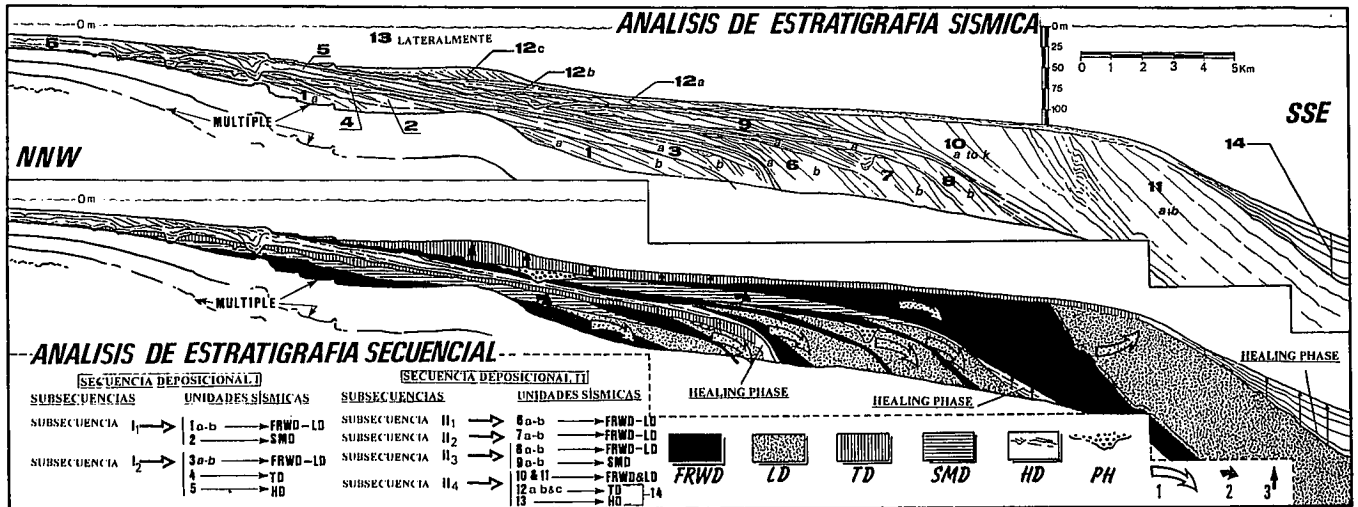 ANALISIS DE ESTRATIGRAFIA SISMICA
0m
0m
25
50
75
100
0 1 2 3 4 5Km
NNW
SSE
6
13 LATERALMENTE
5
12c
12b
12a
1a
MULTIPLE
4
2
9
10
a to k
14
a 1 b
a 3 b
a 6 b
a 7 b
8 b
11
a+b
0m
MULTIPLE
HEALING PHASE
HEALING PHASE
HEALING PHASE
ANALISIS DE ESTRATIGRAFIA SECUENCIAL
SECUENCIA DEPOSICIONAL I
SUBSECUENCIAS UNIDADES SÍSMICAS
SUBSECUENCIA I1 1a-b FRWD-LD
2 SMD
SUBSECUENCIA I2 3a-b FRWD-LD
4 TD
5 HD
SECUENCIA DEPOSICIONAL II
SUBSECUENCIAS UNIDADES SÍSMICAS
SUBSECUENCIA II1 6a-b FRWD-LD
SUBSECUENCIA II2 7a-b FRWD-LD
SUBSECUENCIA II3 8a-b FRWD-LD
9a-b SMD
SUBSECUENCIA II4 10 & 11 FRWD&LD
12a b&c TD
13 HD
14
FRWD LD TD SMD HD PH 1 2 3